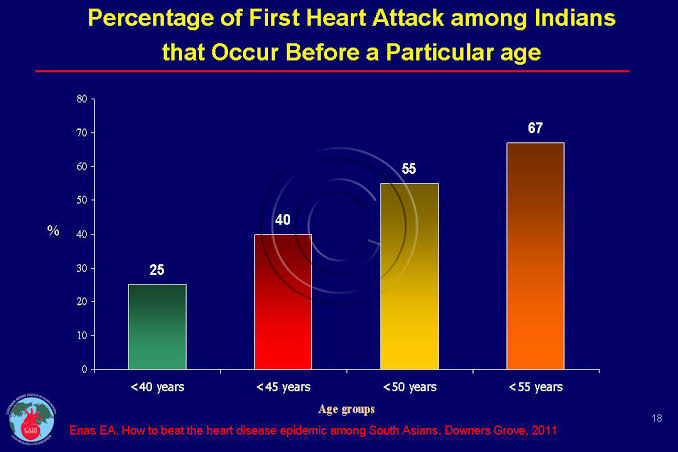 Percentage of First Heart Attack among Indians
that Occur Before a Particular age
80
70
60
50
40
30
20
10
0
%
25
40
55
67
<40 years
<45 years
<50 years
<55 years
Age groups
18
Enas EA. How to beat the heart disease epidemic among South Asians. Downers Grove, 2011